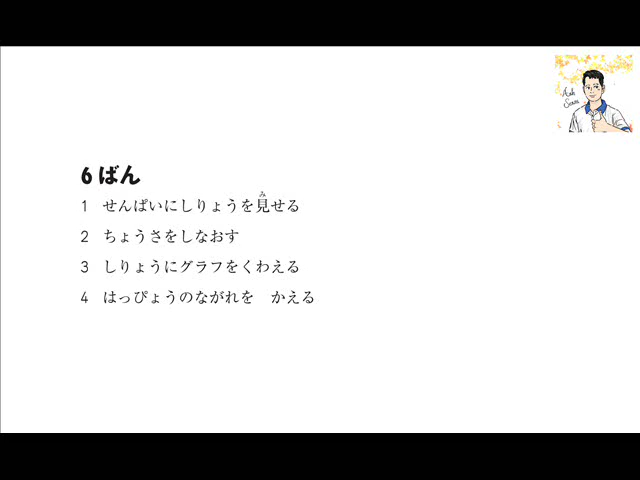 Anh
Sensei
6 ばん
1 せんぱいにしりょうを見せる
2 ちょうさをしなおす
3 しりょうにグラフをくわえる
4 はっぴょうのながれを　かえる